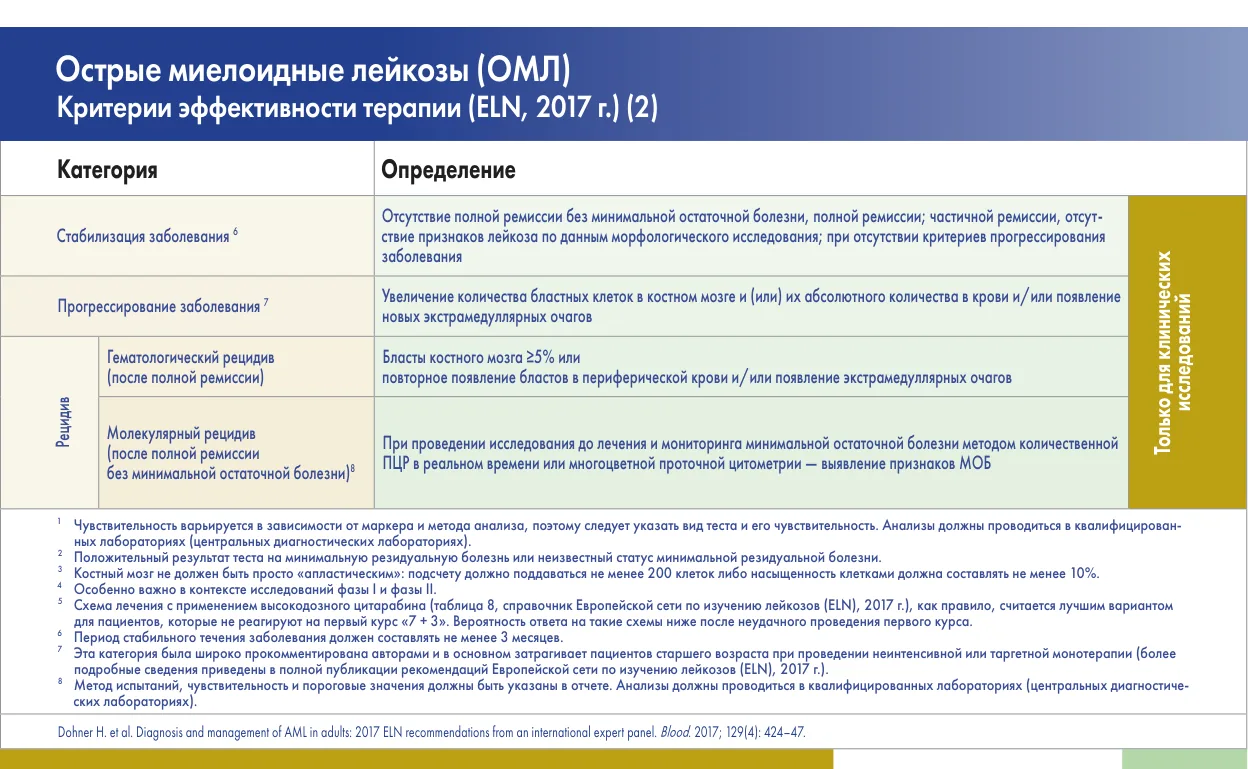 Острые миелоидные лейкозы (ОМЛ)
Критерии эффективности терапии (ELN, 2017 г.) (2)
Категория
Определение
Стабилизация заболевания 6
Отсутствие полной ремиссии без минимальной остаточной болезни, полной ремиссии; частичной ремиссии, отсут-
ствие признаков лейкоза по данным морфологического исследования; при отсутствии критериев прогрессирования
заболевания
Прогрессирование заболевания 7
Увеличение количества бластных клеток в костном мозге и (или) их абсолютного количества в крови и/или появление
новых экстрамедуллярных очагов
Рецидив
Гематологический рецидив
(после полной ремиссии)
Бласты костного мозга ≥5% или
повторное появление бластов в периферической крови и/или появление экстрамедуллярных очагов
Молекулярный рецидив
(после полной ремиссии
без минимальной остаточной болезни)8
При проведении исследования до лечения и мониторинга минимальной остаточной болезни методом количественной
ПЦР в реальном времени или многоцветной проточной цитометрии — выявление признаков МОБ
Только для клинических
исследований
1 Чувствительность варьируется в зависимости от маркера и метода анализа, поэтому следует указать вид теста и его чувствительность. Анализы должны проводиться в квалифицирован-
ных лабораториях (центральных диагностических лабораториях).
2 Положительный результат теста на минимальную резидуальную болезнь или неизвестный статус минимальной резидуальной болезни.
3 Костный мозг не должен быть просто «апластическим»: подсчету должно поддаваться не менее 200 клеток либо насыщенность клетками должна составлять не менее 10%.
4 Особенно важно в контексте исследований фазы I и фазы II.
5 Схема лечения с применением высокодозного цитарабина (таблица 8, справочник Европейской сети по изучению лейкозов (ELN), 2017 г.), как правило, считается лучшим вариантом
для пациентов, которые не реагируют на первый курс «7 + 3». Вероятность ответа на такие схемы ниже после неудачного проведения первого курса.
6 Период стабильного течения заболевания должен составлять не менее 3 месяцев.
7 Эта категория была широко прокомментирована авторами и в основном затрагивает пациентов старшего возраста при проведении неинтенсивной или таргетной монотерапии (более
подробные сведения приведены в полной публикации рекомендаций Европейской сети по изучению лейкозов (ELN), 2017 г.).
8 Метод испытаний, чувствительность и пороговые значения должны быть указаны в отчете. Анализы должны проводиться в квалифицированных лабораториях (центральных диагностиче-
ских лабораториях).
Dohner H. et al. Diagnosis and management of AML in adults: 2017 ELN recommendations from an international expert panel. Blood. 2017; 129(4): 424–47.